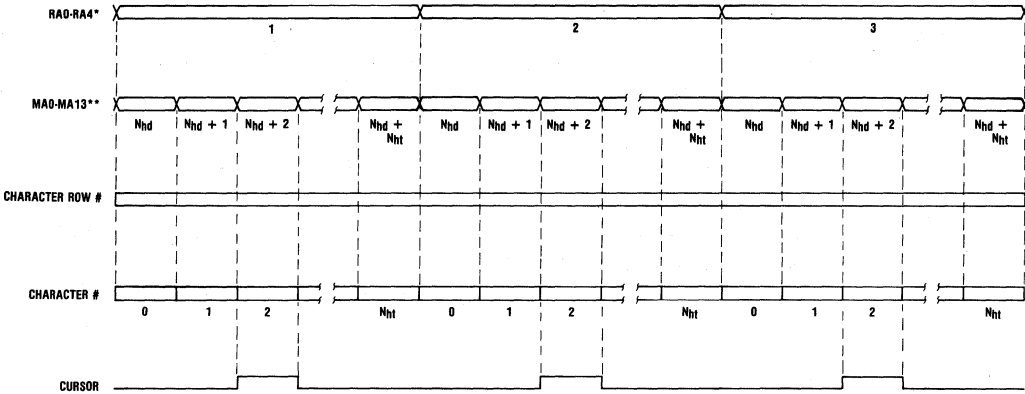 RA0-RA4*
1 2 3
MA0-MA13**
Nhd Nhd + 1 Nhd + 2 Nhd + Nht Nhd Nhd + 1 Nhd + 2 Nhd + Nht Nhd Nhd + 1 Nhd + 2 Nhd + Nht
CHARACTER ROW #
CHARACTER #
0 1 2 Nht 0 1 2 Nht 0 1 2 Nht
CURSOR